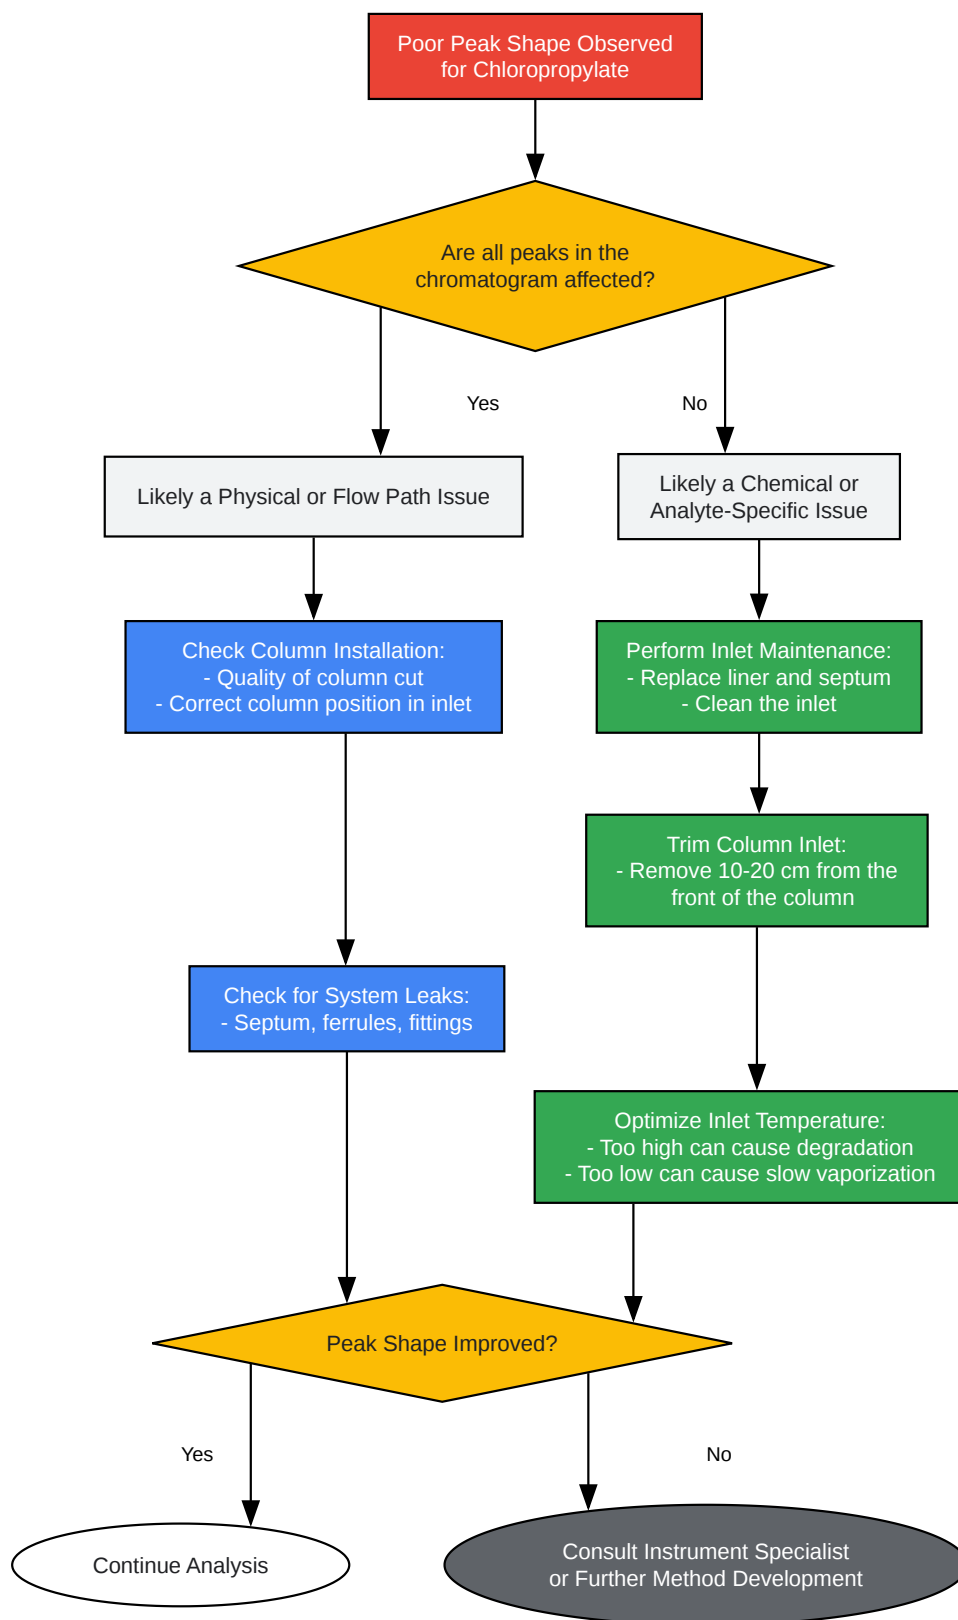 Poor Peak Shape Observed
for Chloropropylate
Are all peaks in the
chromatogram affected?
Yes
No
Likely a Physical or Flow Path Issue
Likely a Chemical or
Analyte-Specific Issue
Check Column Installation:
- Quality of column cut
- Correct column position in inlet
Perform Inlet Maintenance:
- Replace liner and septum
- Clean the inlet
Trim Column Inlet:
- Remove 10-20 cm from the
front of the column
Check for System Leaks:
- Septum, ferrules, fittings
Optimize Inlet Temperature:
- Too high can cause degradation
- Too low can cause slow vaporization
Peak Shape Improved?
Yes
No
Continue Analysis
Consult Instrument Specialist
or Further Method Development